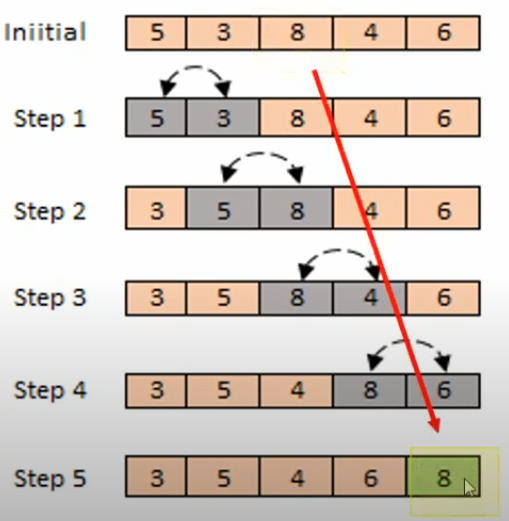 Iniitial 5 3 8 4 6
Step 1 5 3 8 4 6
Step 2 3 5 8 4 6
Step 3 3 5 8 4 6
Step 4 3 5 4 8 6
Step 5 3 5 4 6 8